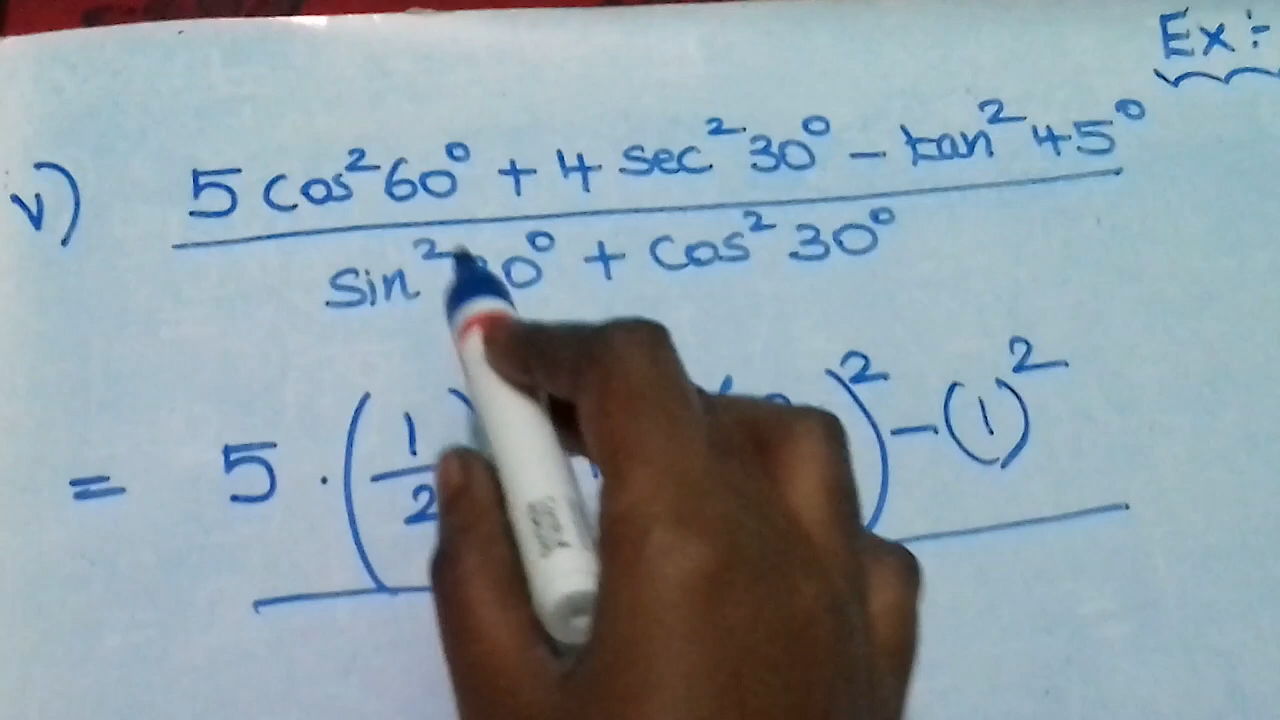 Ex:-
v) 5 cos²60° + 4 sec²30° - tan²45°
sin² 0° + cos²30°
= 5 · (1/2 )² - (1)²